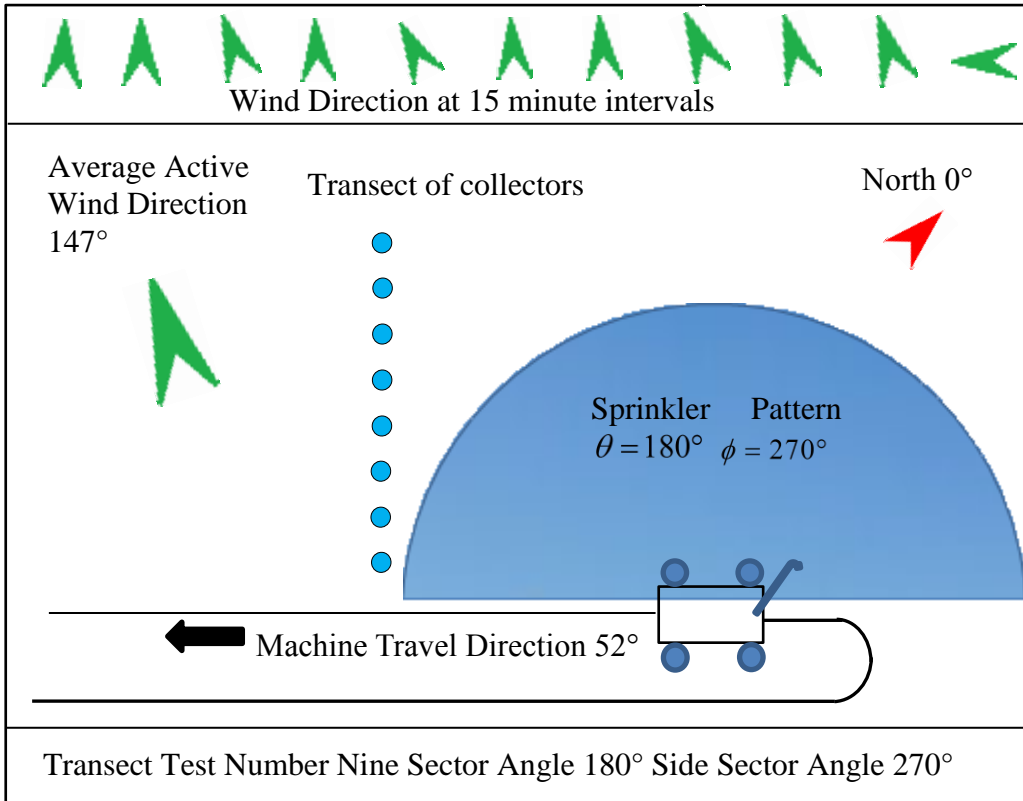 Wind Direction at 15 minute intervals
Average Active
Wind Direction
147°
Transect of collectors
North 0°
Sprinkler Pattern
θ = 180° ϕ = 270°
Machine Travel Direction 52°
Transect Test Number Nine Sector Angle 180° Side Sector Angle 270°